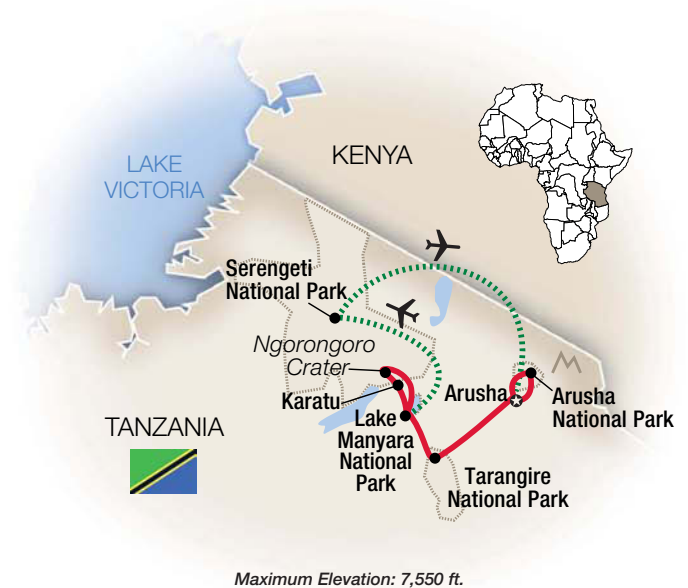 KENYA
LAKE
VICTORIA
Serengeti
National Park
Ngorongoro
Crater
Karatu
Arusha
Arusha
National Park
Lake
Manyara
National
Park
TANZANIA
Tarangire
National Park
Maximum Elevation: 7,550 ft.